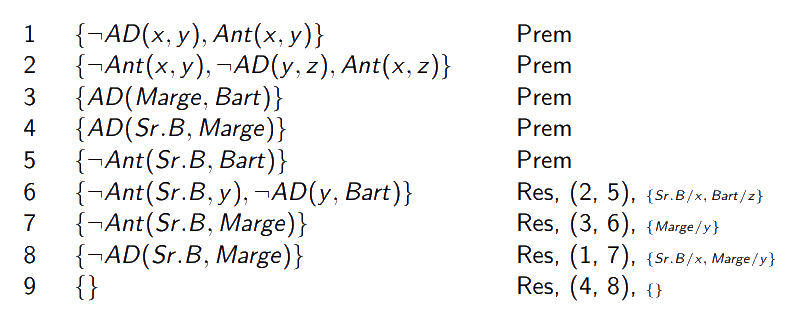 1 {¬AD(x, y), Ant(x, y)} Prem
2 {¬Ant(x, y), ¬AD(y, z), Ant(x, z)} Prem
3 {AD(Marge, Bart)} Prem
4 {AD(Sr.B, Marge)} Prem
5 {¬Ant(Sr.B, Bart)} Prem
6 {¬Ant(Sr.B, y), ¬AD(y, Bart)} Res, (2, 5), {Sr.B/x, Bart/z}
7 {¬Ant(Sr.B, Marge)} Res, (3, 6), {Marge/y}
8 {¬AD(Sr.B, Marge)} Res, (1, 7), {Sr.B/x, Marge/y}
9 {} Res, (4, 8), {}